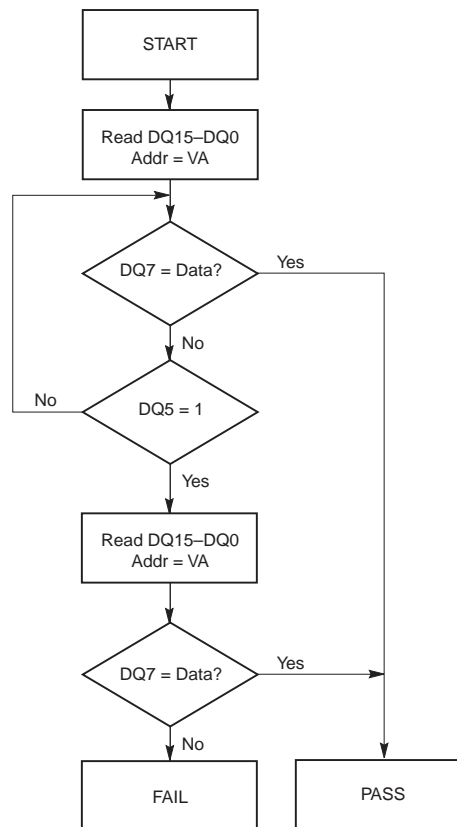 START
Read DQ15–DQ0
Addr = VA
DQ7 = Data?
Yes
No
No
DQ5 = 1
Yes
Read DQ15–DQ0
Addr = VA
DQ7 = Data?
Yes
No
FAIL
PASS